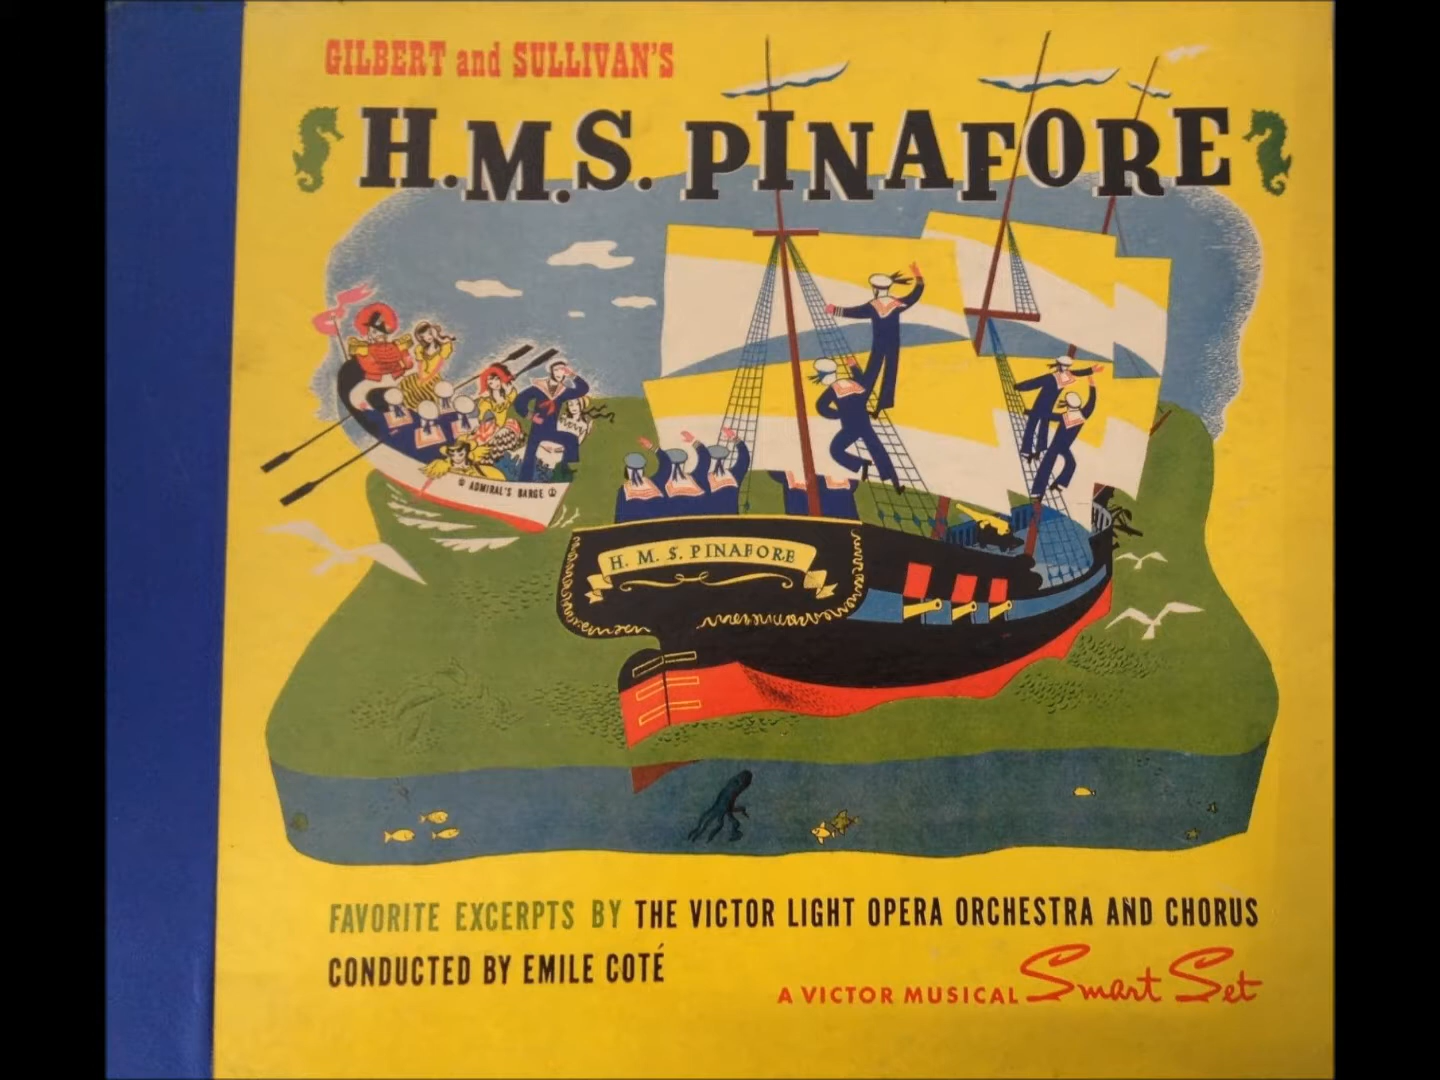 GILBERT and SULLIVAN'S
H.M.S. PINAFORE
ADMIRAL'S BARGE
H. M. S. PINAFORE
FAVORITE EXCERPTS BY THE VICTOR LIGHT OPERA ORCHESTRA AND CHORUS
CONDUCTED BY EMILE COTÉ
A VICTOR MUSICAL Smart Set